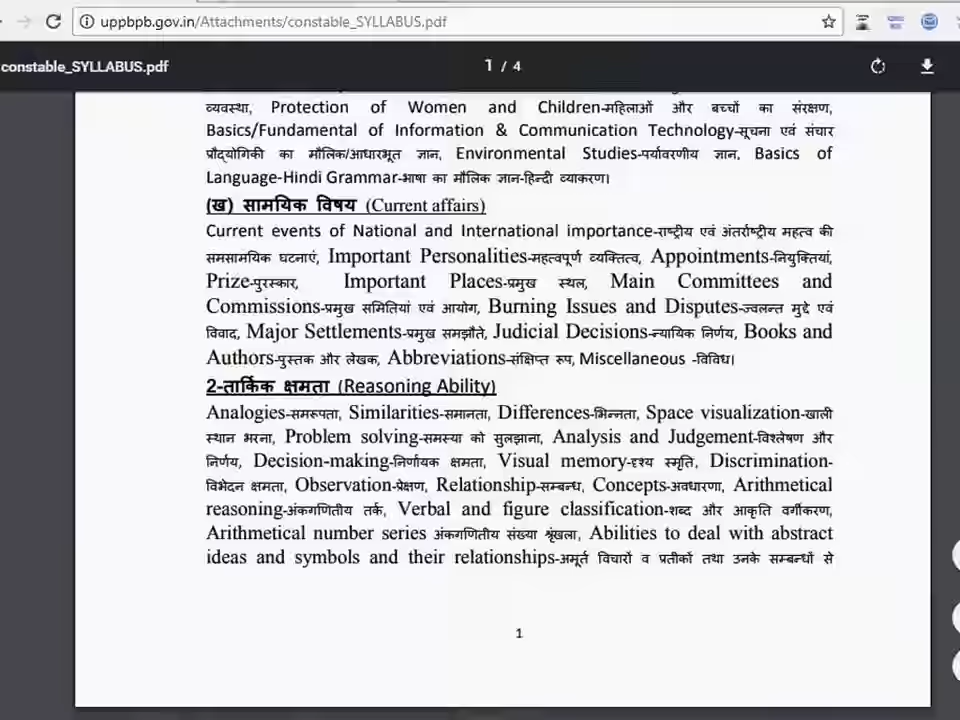 uppbpb.gov.in/Attachments/constable_SYLLABUS.pdf
constable_SYLLABUS.pdf
1 / 4
व्यवस्था, Protection of Women and Children-महिलाओं और बच्चों का संरक्षण,
Basics/Fundamental of Information & Communication Technology-सूचना एवं संचार
प्रौद्योगिकी का मौलिक/आधारभूत ज्ञान, Environmental Studies-पर्यावरणीय ज्ञान, Basics of
Language-Hindi Grammar-भाषा का मौलिक ज्ञान-हिन्दी व्याकरण।
(ख) सामयिक विषय (Current affairs)
Current events of National and International importance-राष्ट्रीय एवं अंतर्राष्ट्रीय महत्व की
समसामयिक घटनाएं, Important Personalities-महत्वपूर्ण व्यक्तित्व, Appointments-नियुक्तियां,
Prize-पुरस्कार, Important Places-प्रमुख स्थल, Main Committees and
Commissions-प्रमुख समितियां एवं आयोग, Burning Issues and Disputes-ज्वलन्त मुद्दे एवं
विवाद, Major Settlements-प्रमुख समझौते, Judicial Decisions-न्यायिक निर्णय, Books and
Authors-पुस्तक और लेखक, Abbreviations-संक्षिप्त रूप, Miscellaneous -विविध।
2-तार्किक क्षमता (Reasoning Ability)
Analogies-समरूपता, Similarities-समानता, Differences-भिन्नता, Space visualization-खाली
स्थान भरना, Problem solving-समस्या को सुलझाना, Analysis and Judgement-विश्लेषण और
निर्णय, Decision-making-निर्णायक क्षमता, Visual memory-दृश्य स्मृति, Discrimination-
विभेदन क्षमता, Observation-प्रेक्षण, Relationship-सम्बन्ध, Concepts-अवधारणा, Arithmetical
reasoning-अंकगणितीय तर्क, Verbal and figure classification-शब्द और आकृति वर्गीकरण,
Arithmetical number series अंकगणितीय संख्या श्रृंखला, Abilities to deal with abstract
ideas and symbols and their relationships-अमूर्त विचारों व प्रतीकों तथा उनके सम्बन्धों से
1